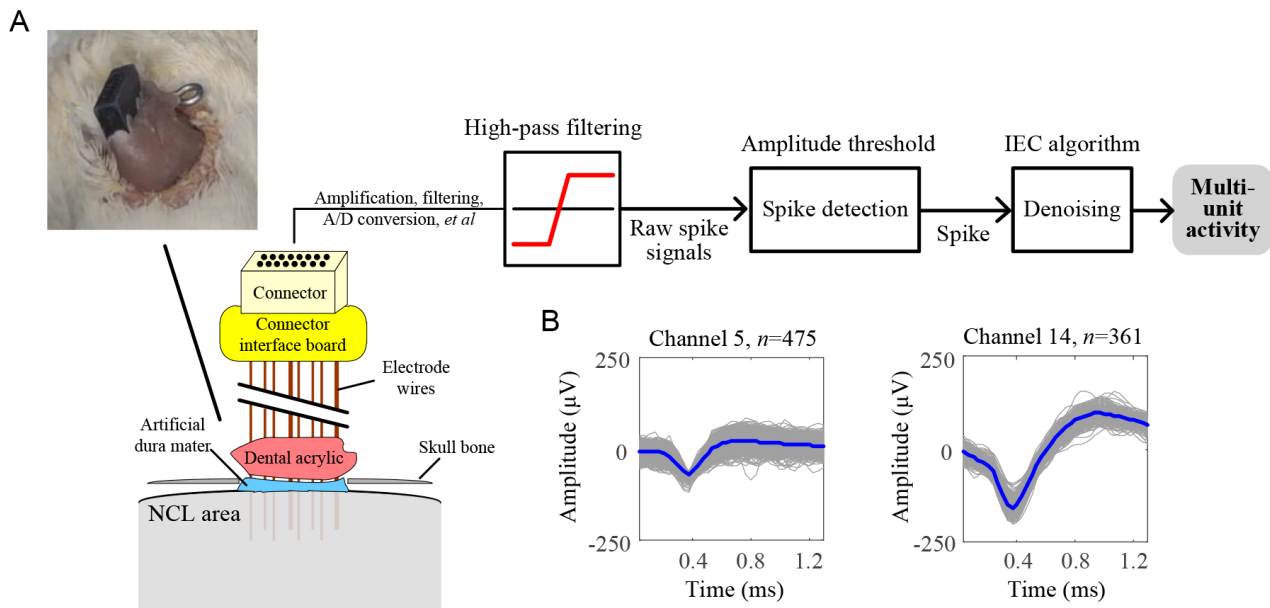 A
High-pass filtering
Amplitude threshold
IEC algorithm
Amplification, filtering,
A/D conversion, et al
Spike detection
Denoising
Multi-
unit
activity
Raw spike
signals
Spike
Connector
Connector
interface board
Electrode
wires
Artificial
dura mater
Dental acrylic
Skull bone
NCL area
B
Channel 5, n=475
250
0
-250
Amplitude (μV)
0.4 0.8 1.2
Time (ms)
Channel 14, n=361
250
0
-250
Amplitude (μV)
0.4 0.8 1.2
Time (ms)